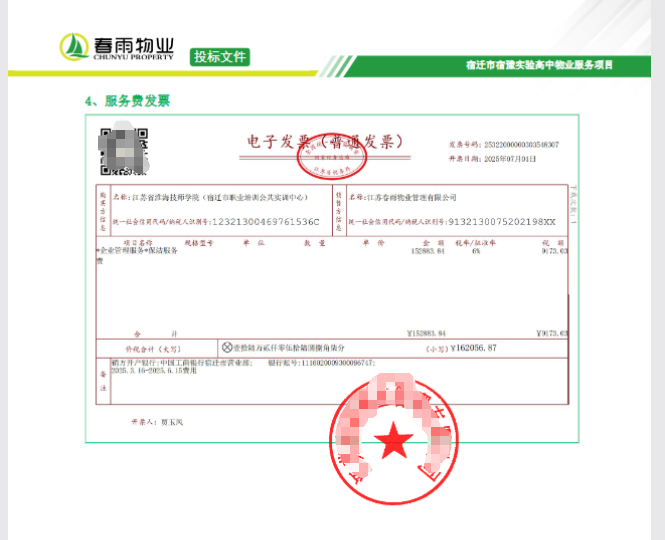 春雨物业
CHUNYU PROPERTY
投标文件
宿迁市宿豫实验高中物业服务项目
4、服务费发票
电子发票（普通发票）
发票号码：25322000000303548307
开票日期：2025年07月01日
购买方信息
名称：江苏省淮海技师学院（宿迁市职业培训公共实训中心）
统一社会信用代码/纳税人识别号：12321300469761536C
销售方信息
名称：江苏春雨物业管理有限公司
统一社会信用代码/纳税人识别号：9132130075202198XX
项目名称 规格型号 单位 数量 单价 金额 税率/征收率 税额
*企业管理服务*保洁服务费 152883.84 6% 9173.03
合计 ¥152883.84 ¥9173.03
价税合计（大写） 壹拾陆万贰仟零伍拾陆圆捌角柒分 （小写）¥162056.87
备注
销方开户银行：中国工商银行宿迁市营业部； 银行账号：1116020009300096747；
2025.3.16-2025.6.15费用
开票人：贾玉凤